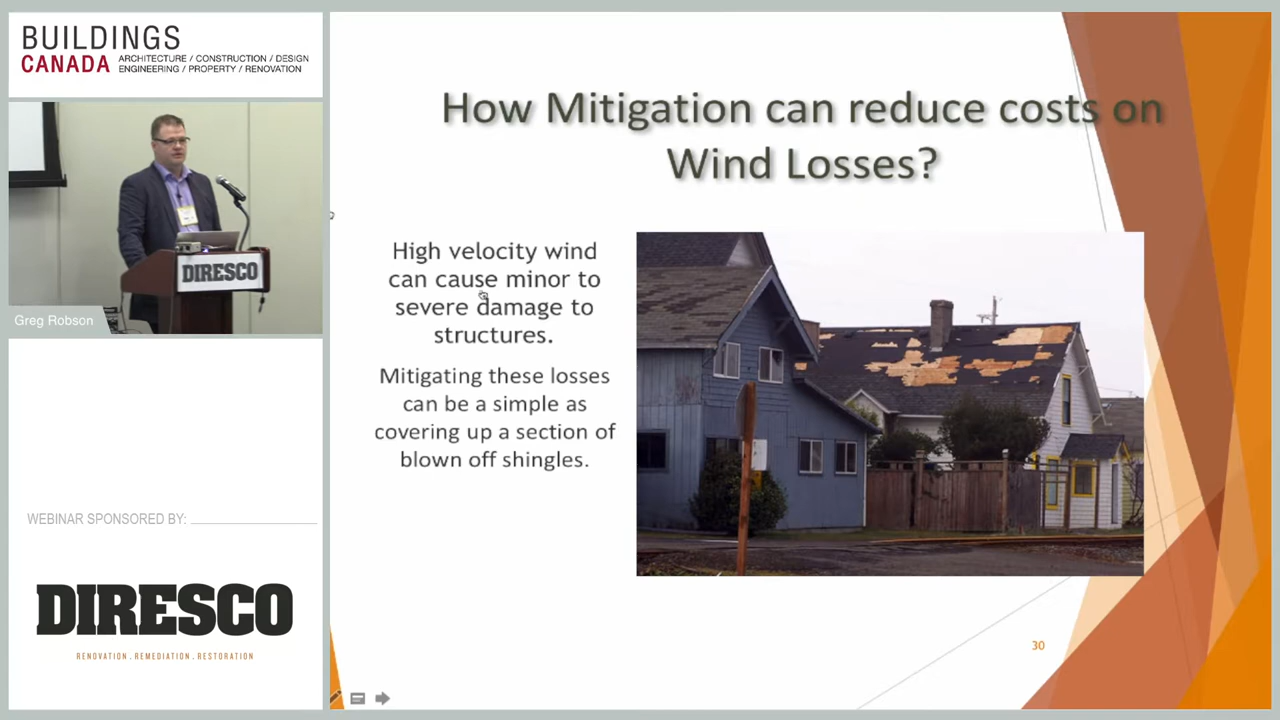 BUILDINGS
CANADA ARCHITECTURE / CONSTRUCTION / DESIGN
ENGINEERING / PROPERTY / RENOVATION
DIRESCO
Greg Robson
WEBINAR SPONSORED BY:
DIRESCO
RENOVATION . REMEDIATION . RESTORATION
How Mitigation can reduce costs on
Wind Losses?
High velocity wind
can cause minor to
severe damage to
structures.
Mitigating these losses
can be a simple as
covering up a section of
blown off shingles.
30